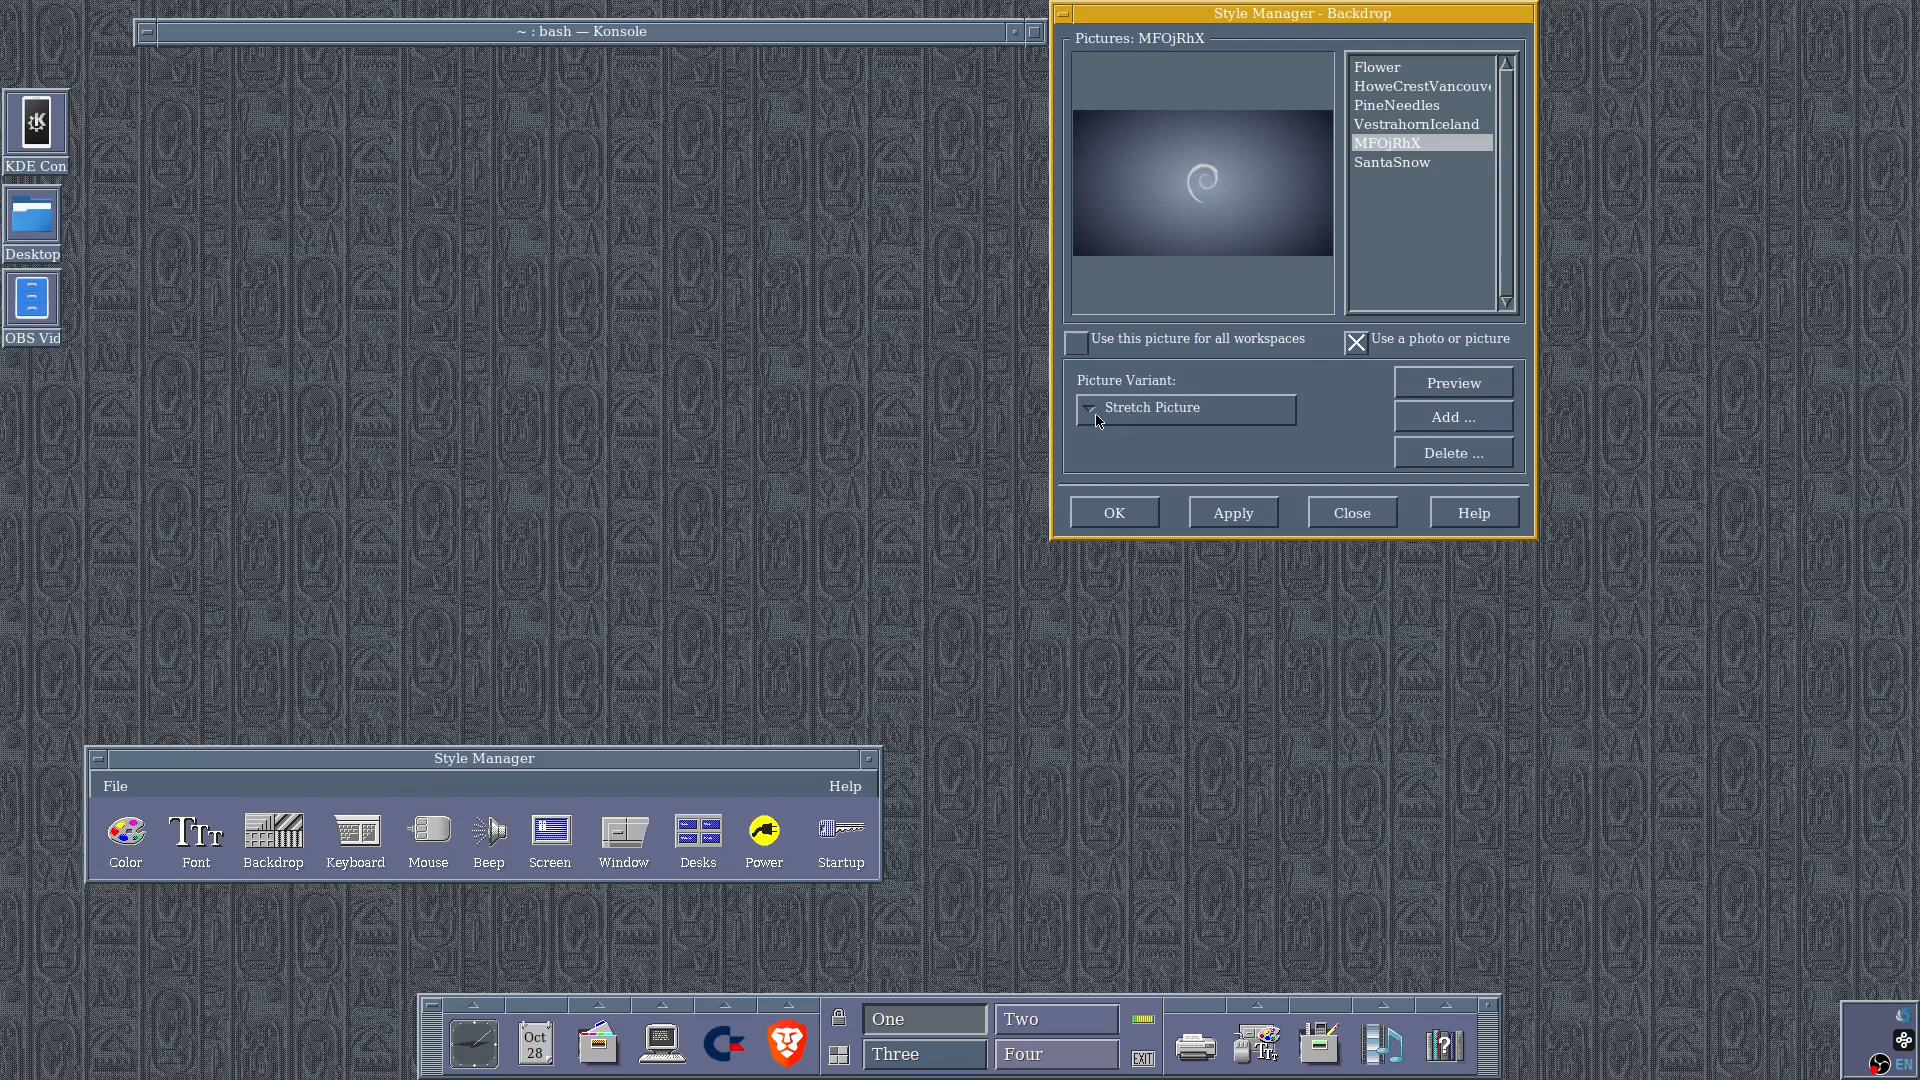 ~ : bash — Konsole
KDE Con
Desktop
OBS Vid
Style Manager - Backdrop
Pictures: MFOjRhX
Flower
HoweCrestVancouve
PineNeedles
VestrahornIceland
MFOjRhX
SantaSnow
Use this picture for all workspaces
Use a photo or picture
Picture Variant:
Stretch Picture
Preview
Add ...
Delete ...
OK
Apply
Close
Help
Style Manager
File
Help
Color
Font
Backdrop
Keyboard
Mouse
Beep
Screen
Window
Desks
Power
Startup
Oct
28
One
Two
Three
Four
EXIT
EN